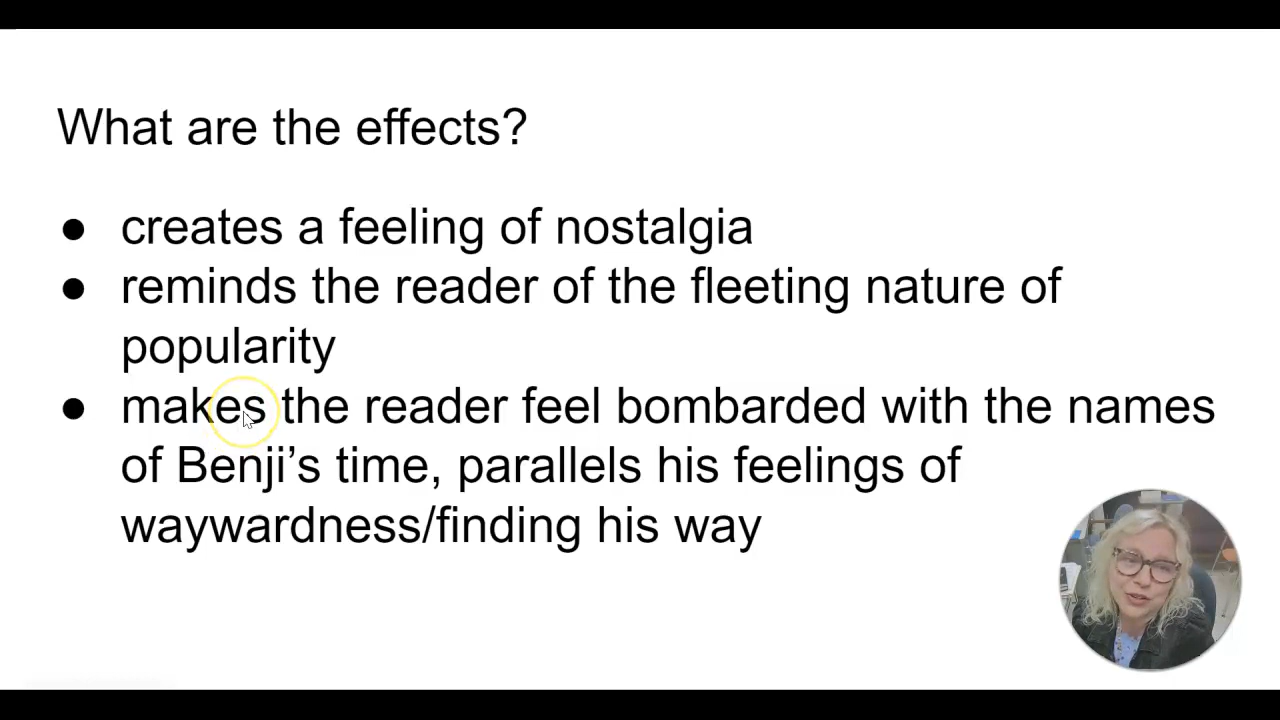 What are the effects?
● creates a feeling of nostalgia
● reminds the reader of the fleeting nature of
popularity
● makes the reader feel bombarded with the names
of Benji’s time, parallels his feelings of
waywardness/finding his way